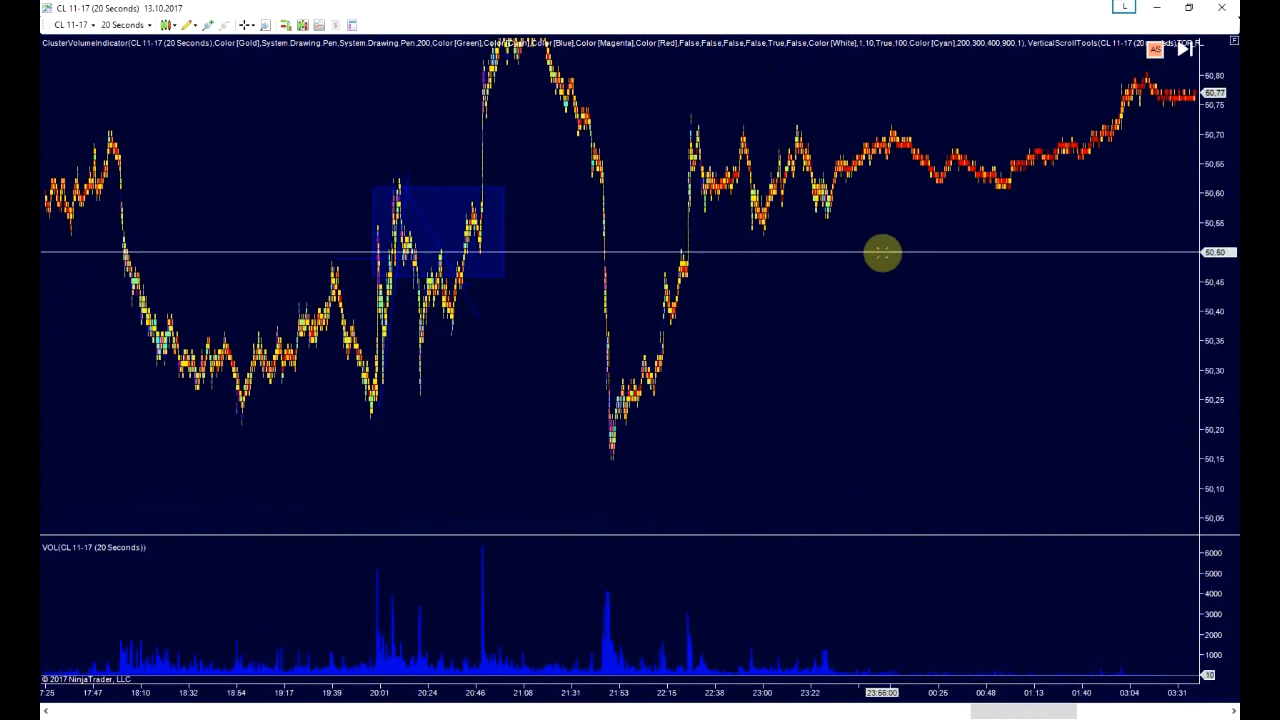 CL 11-17 (20 Seconds)  13.10.2017
L
CL 11-17  20 Seconds
ClusterVolumeIndicator(CL 11-17 (20 Seconds),Color [Gold],System.Drawing.Pen,System.Drawing.Pen,200,Color [Green],Color [Cyan],Color [Blue],Color [Magenta],Color [Red],False,False,False,False,True,False,Color [White],1,10,True,100,Color [Cyan],200,300,400,900,1), VerticalScrollTools(CL 11-17 (20
F
AS
50,80
50,77
50,75
50,70
50,65
50,60
50,55
50,50
50,45
50,40
50,35
50,30
50,25
50,20
50,15
50,10
50,05
VOL(CL 11-17 (20 Seconds))
6000
5000
4000
3000
2000
1000
10
© 2017 NinjaTrader, LLC
7:25 17:47 18:10 18:32 18:54 19:17 19:39 20:01 20:24 20:46 21:08 21:31 21:53 22:15 22:38 23:00 23:22 23:56:00 00:25 00:48 01:13 01:40 03:04 03:31